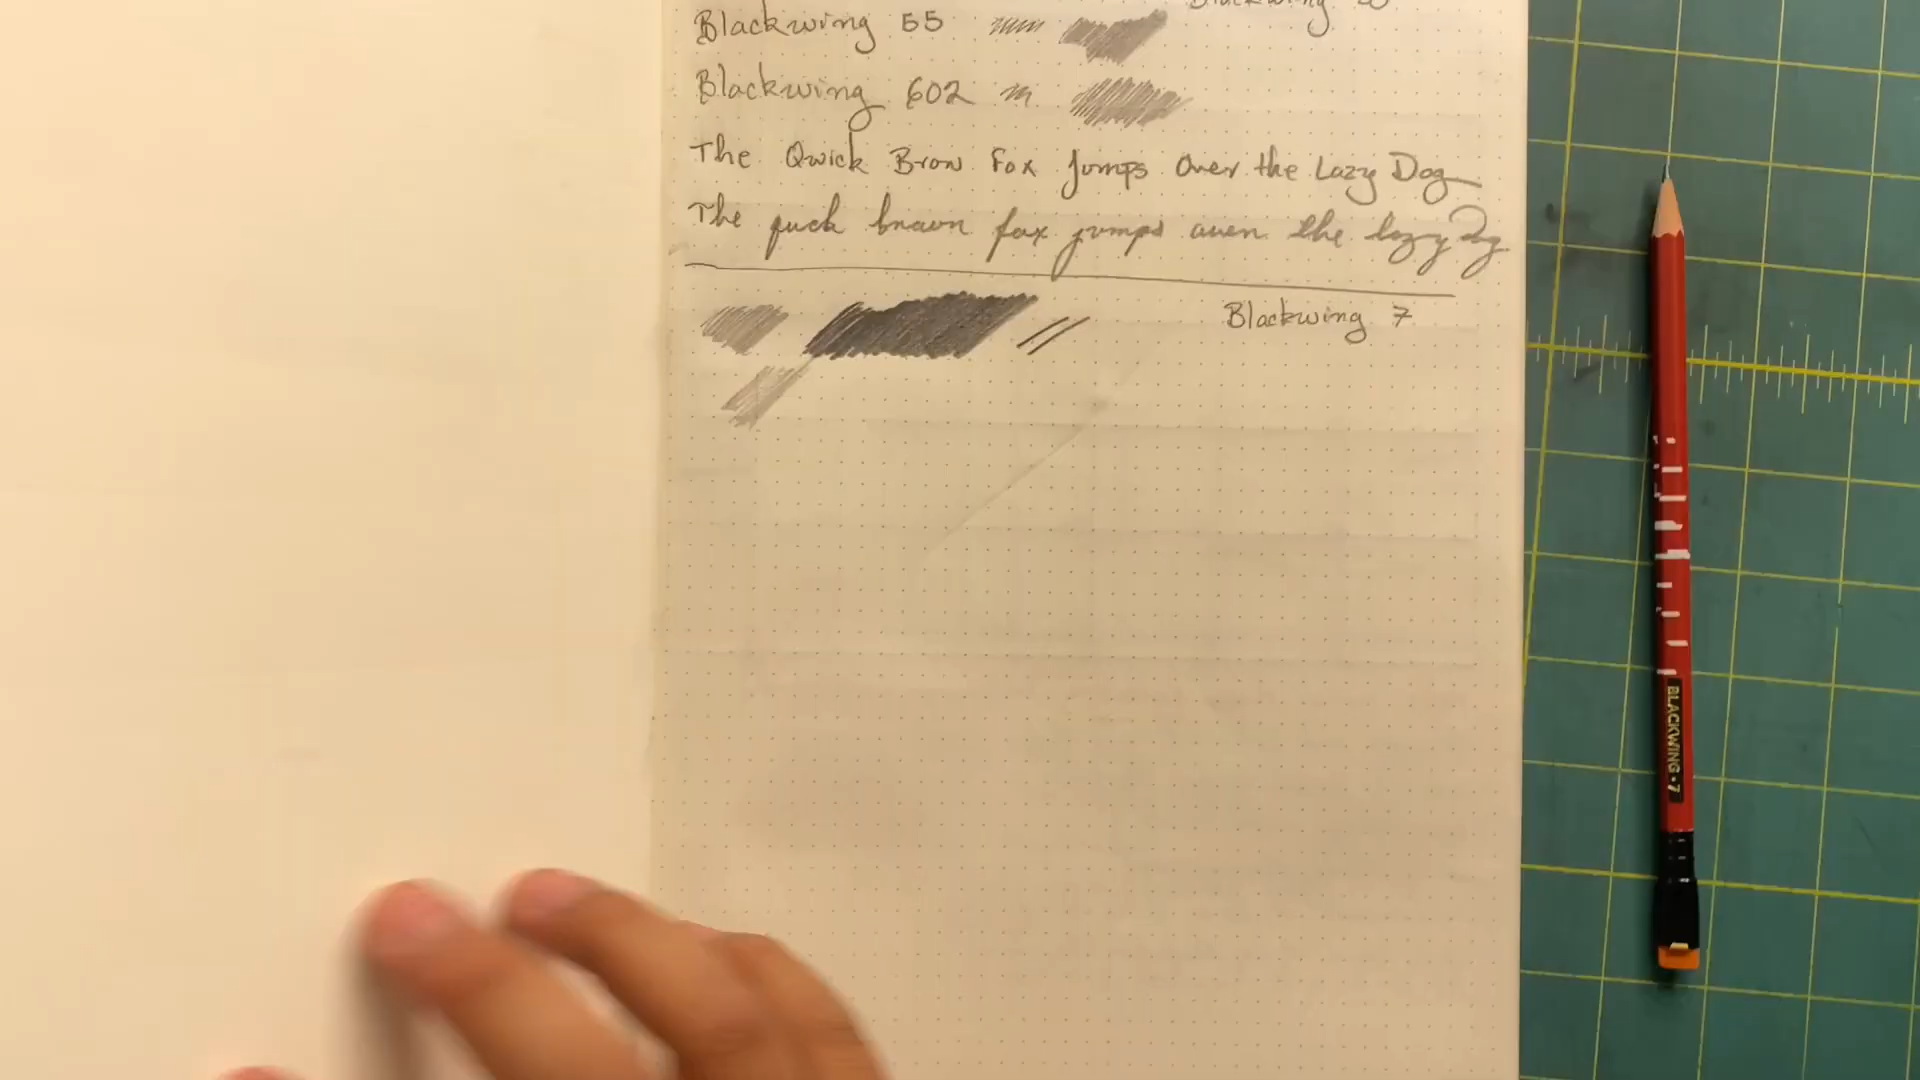 Blackwing 55
Blackwing 602
The Qwick Brow Fox Jumps Over the Lazy Dog
The quck brown fox jumps over the lazy Dog
Blackwing 7
BLACKWING · 7